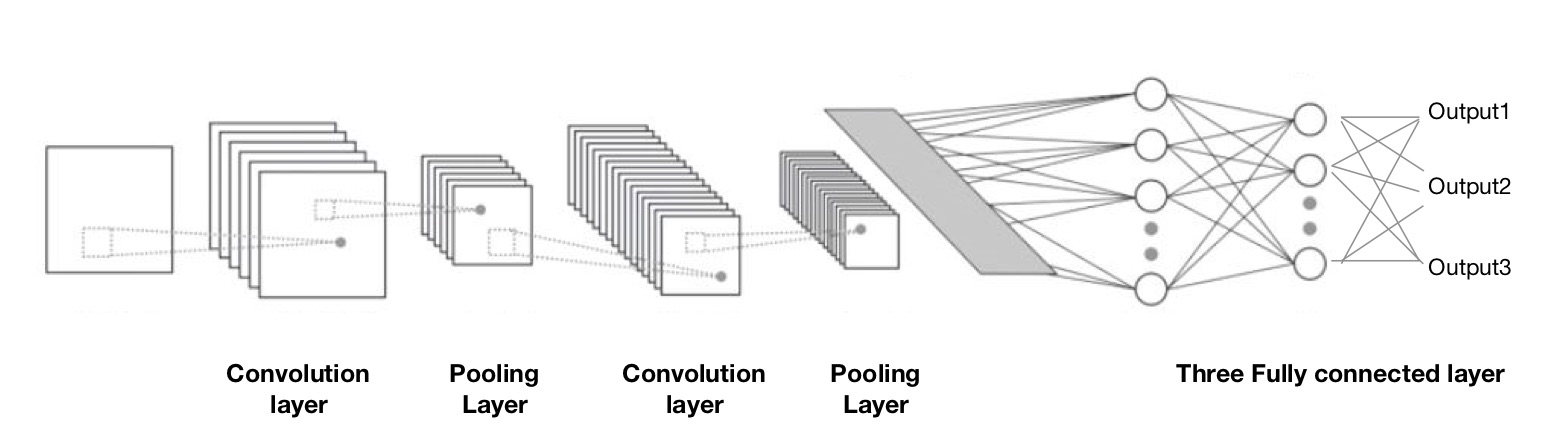 Output1
Output2
Output3
Convolution
layer
Pooling
Layer
Convolution
layer
Pooling
Layer
Three Fully connected layer